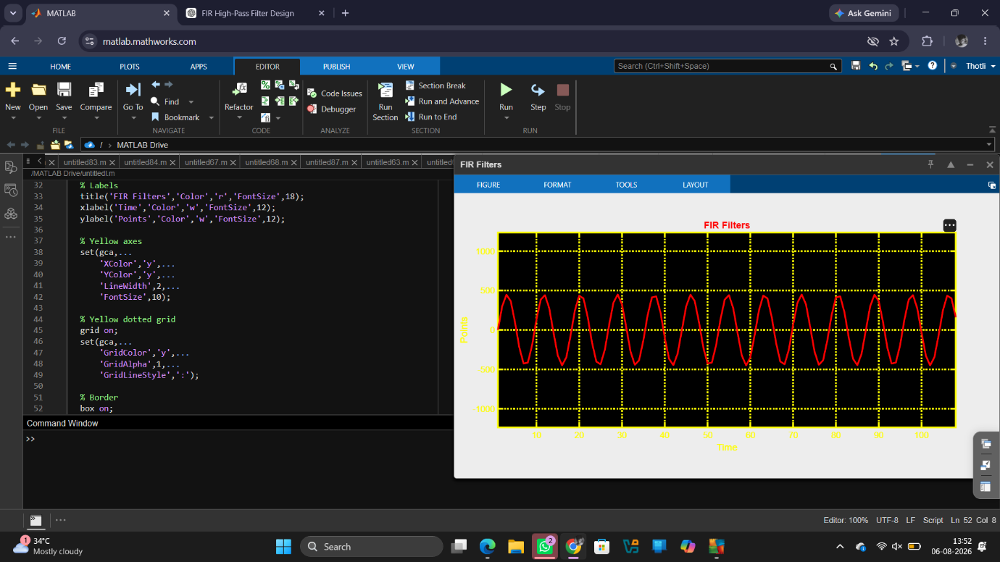 MATLAB
FIR High-Pass Filter Design
Ask Gemini
matlab.mathworks.com
HOME PLOTS APPS EDITOR PUBLISH VIEW
Search (Ctrl+Shift+Space)
Thotli
New Open Save Compare
Go To
Find
Bookmark
Refactor
Code Issues
Debugger
Run Section
Section Break
Run and Advance
Run to End
Run Step Stop
FILE NAVIGATE CODE ANALYZE SECTION RUN
/ › MATLAB Drive
untitled83.m untitled84.m untitled67.m untitled68.m untitled87.m untitled63.m untitled
/MATLAB Drive/untitledl.m
32 % Labels
33 title('FIR Filters','Color','r','FontSize',18);
34 xlabel('Time','Color','w','FontSize',12);
35 ylabel('Points','Color','w','FontSize',12);
36
37 % Yellow axes
38 set(gca,...
39 'XColor','y',...
40 'YColor','y',...
41 'LineWidth',2,...
42 'FontSize',10);
43
44 % Yellow dotted grid
45 grid on;
46 set(gca,...
47 'GridColor','y',...
48 'GridAlpha',1,...
49 'GridLineStyle',':');
50
51 % Border
52 box on;
Command Window
>>
FIR Filters
FIGURE FORMAT TOOLS LAYOUT
FIR Filters
1000
500
0
500
1000
Points
10 20 30 40 50 60 70 80 90 100
Time
Editor: 100% UTF-8 LF Script Ln 52 Col 8
1
34°C
Mostly cloudy
Search
2
13:52
06-08-2026